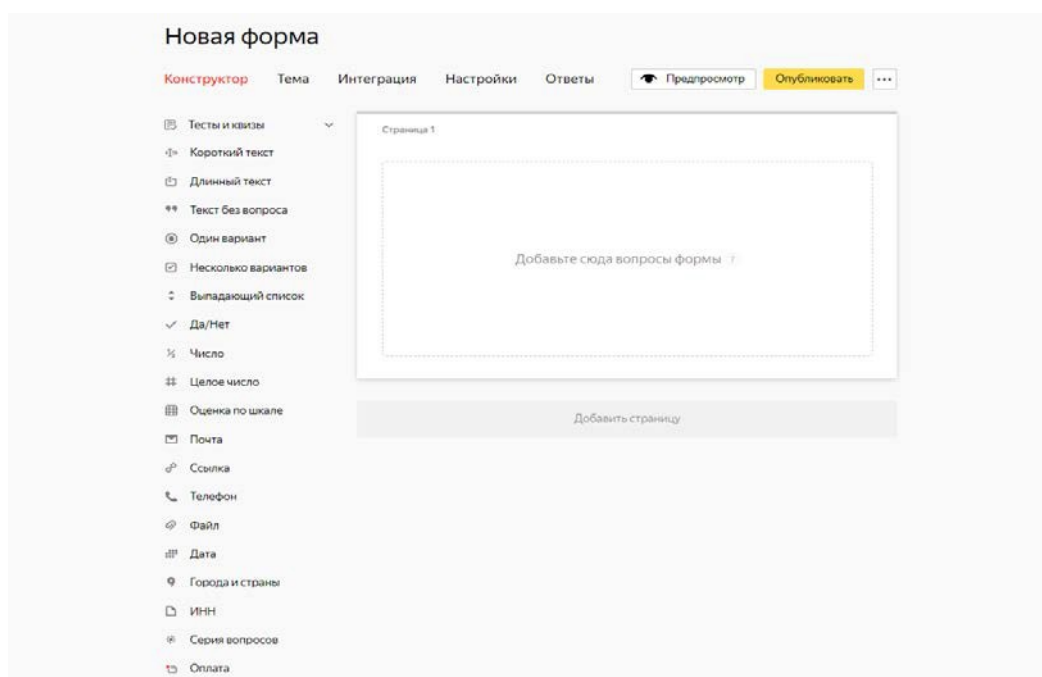 Новая форма
Конструктор Тема Интеграция Настройки Ответы Предпросмотр Опубликовать ...
Тесты и квизы
Короткий текст
Длинный текст
Текст без вопроса
Один вариант
Несколько вариантов
Выпадающий список
Да/Нет
Число
Целое число
Оценка по шкале
Почта
Ссылка
Телефон
Файл
Дата
Города и страны
ИНН
Серия вопросов
Оплата
Страница 1
Добавьте сюда вопросы формы ?
Добавить страницу